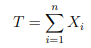 T = \sum_{i=1}^{n} X_i